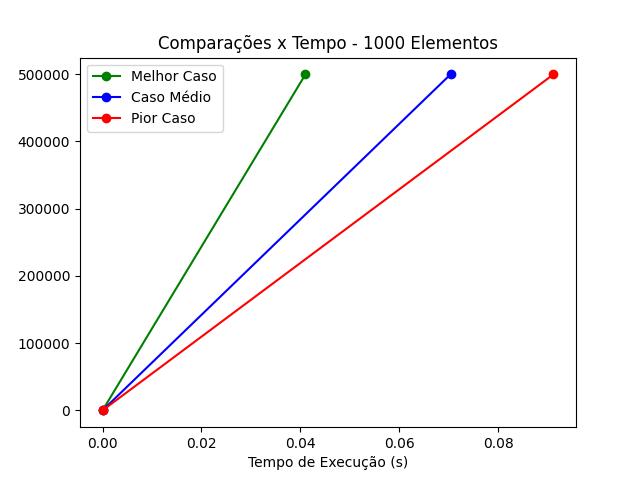 Comparações x Tempo - 1000 Elementos
Melhor Caso
Caso Médio
Pior Caso
500000
400000
300000
200000
100000
0
0.00 0.02 0.04 0.06 0.08
Tempo de Execução (s)